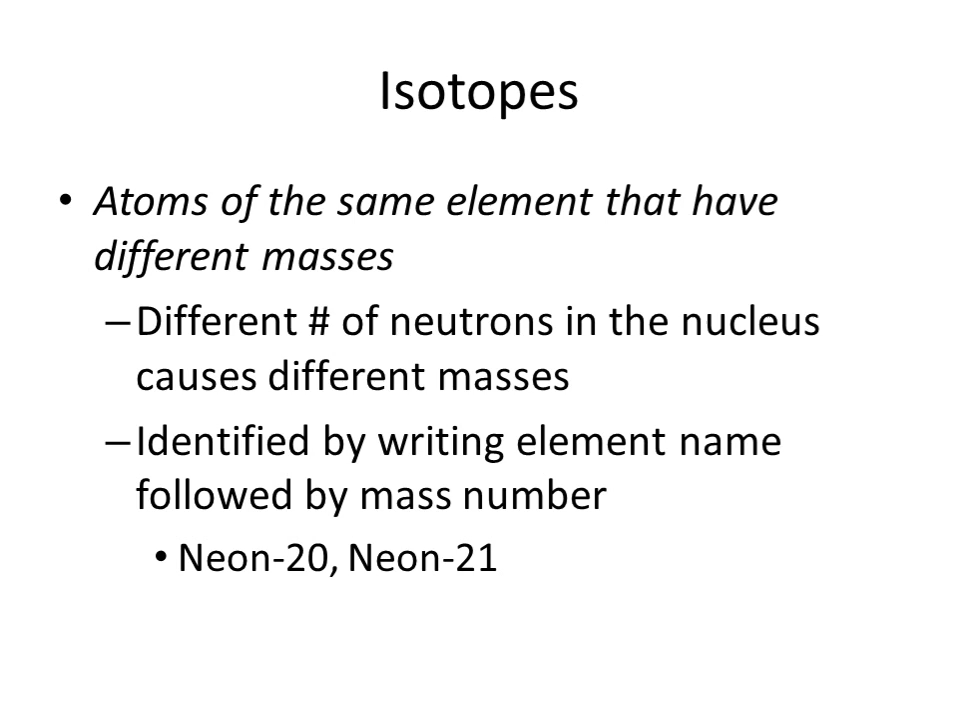 Isotopes
• Atoms of the same element that have
different masses
– Different # of neutrons in the nucleus
causes different masses
– Identified by writing element name
followed by mass number
• Neon-20, Neon-21